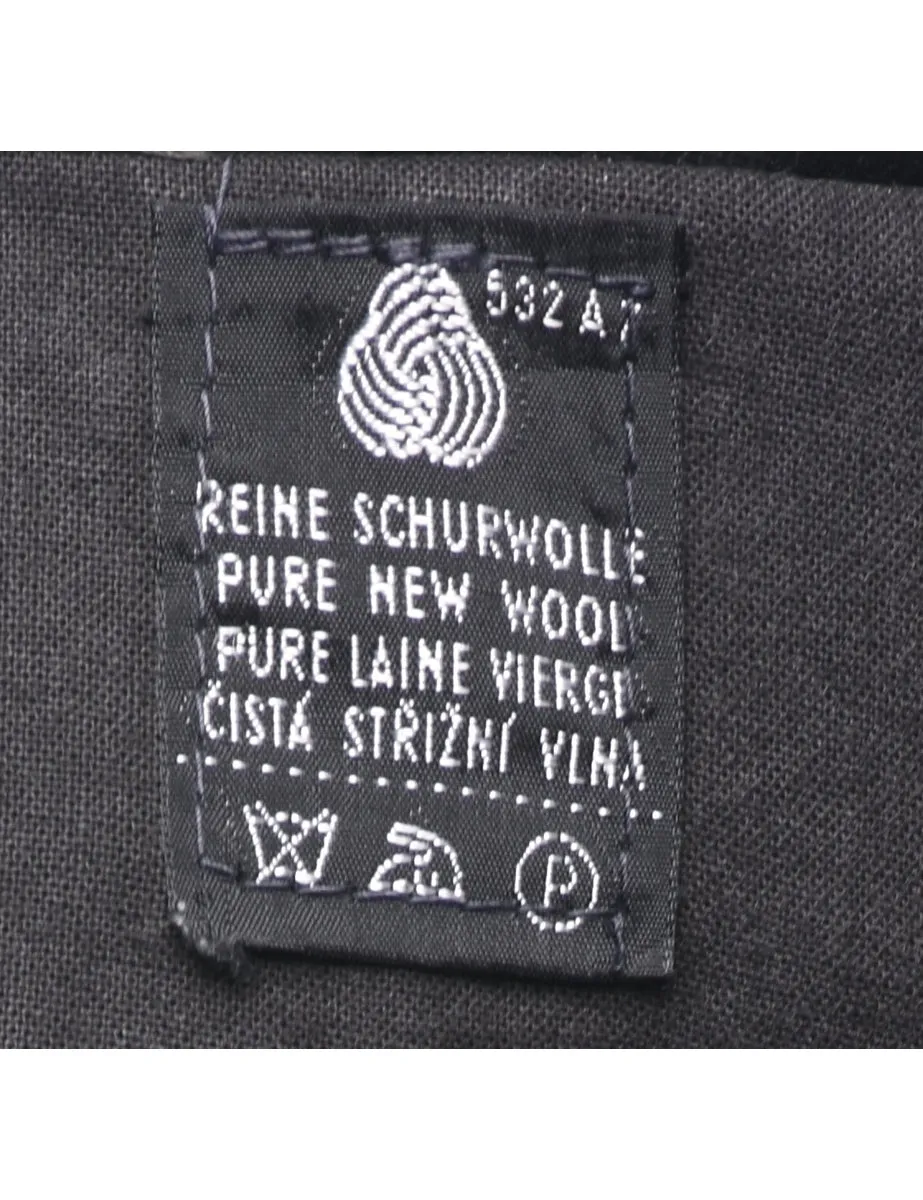 532 A 7
REINE SCHURWOLLE
PURE NEW WOOL
PURE LAINE VIERGE
ČISTÁ STŘIŽNÍ VLNA
P